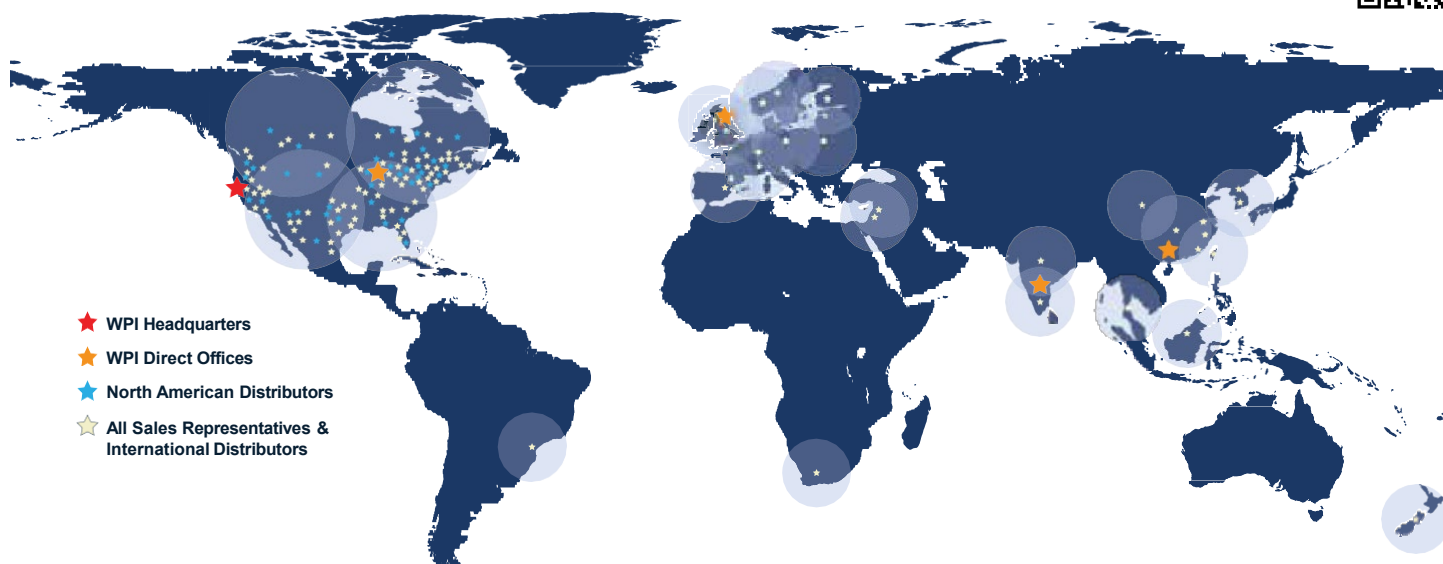 WPI Headquarters
WPI Direct Offices
North American Distributors
All Sales Representatives &
International Distributors